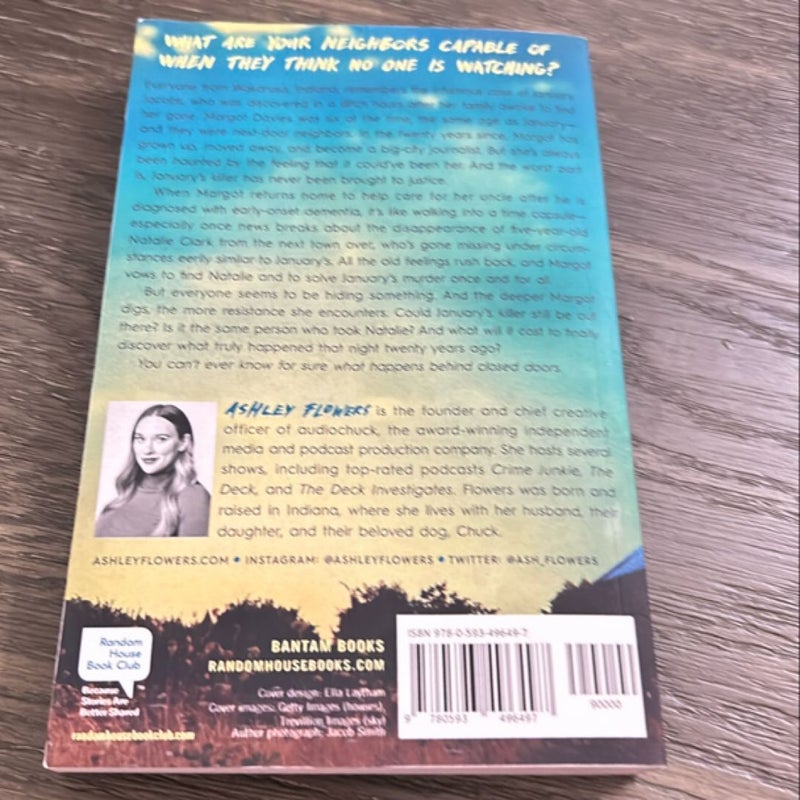 WHAT ARE YOUR NEIGHBORS CAPABLE OF
WHEN THEY THINK NO ONE IS WATCHING?
Everyone from Wakarusa, Indiana, remembers the infamous case of January
Jacobs, who was discovered in a ditch hours after her family awoke to find
her gone. Margot Davies was six at the time, the same age as January—
and they were next-door neighbors. In the twenty years since, Margot has
grown up, moved away, and become a big-city journalist. But she's always
been haunted by the feeling that it could've been her. And the worst part
is, January's killer has never been brought to justice.
When Margot returns home to help care for her uncle after he is
diagnosed with early-onset dementia, it's like walking into a time capsule—
especially once news breaks about the disappearance of five-year-old
Natalie Clark from the next town over, who's gone missing under circum-
stances eerily similar to January's. All the old feelings rush back, and Margot
vows to find Natalie and to solve January's murder once and for all.
But everyone seems to be hiding something. And the deeper Margot
digs, the more resistance she encounters. Could January's killer still be out
there? Is it the same person who took Natalie? And what will it cost to finally
discover what truly happened that night twenty years ago?
You can't ever know for sure what happens behind closed doors.
ASHLEY FLOWERS is the founder and chief creative
officer of audiochuck, the award-winning independent
media and podcast production company. She hosts several
shows, including top-rated podcasts Crime Junkie, The
Deck, and The Deck Investigates. Flowers was born and
raised in Indiana, where she lives with her husband, their
daughter, and their beloved dog, Chuck.
ASHLEYFLOWERS.COM • INSTAGRAM: @ASHLEYFLOWERS • TWITTER: @ASH_FLOWERS
Random
House
Book Club
Because
Stories Are
Better Shared
™
randomhousebookclub.com
BANTAM BOOKS
RANDOMHOUSEBOOKS.COM
Cover design: Ella Laytham
Cover images: Getty Images (houses),
Trevillion Images (sky)
Author photograph: Jacob Smith
ISBN 978-0-593-49649-7
9 780593 496497
90000